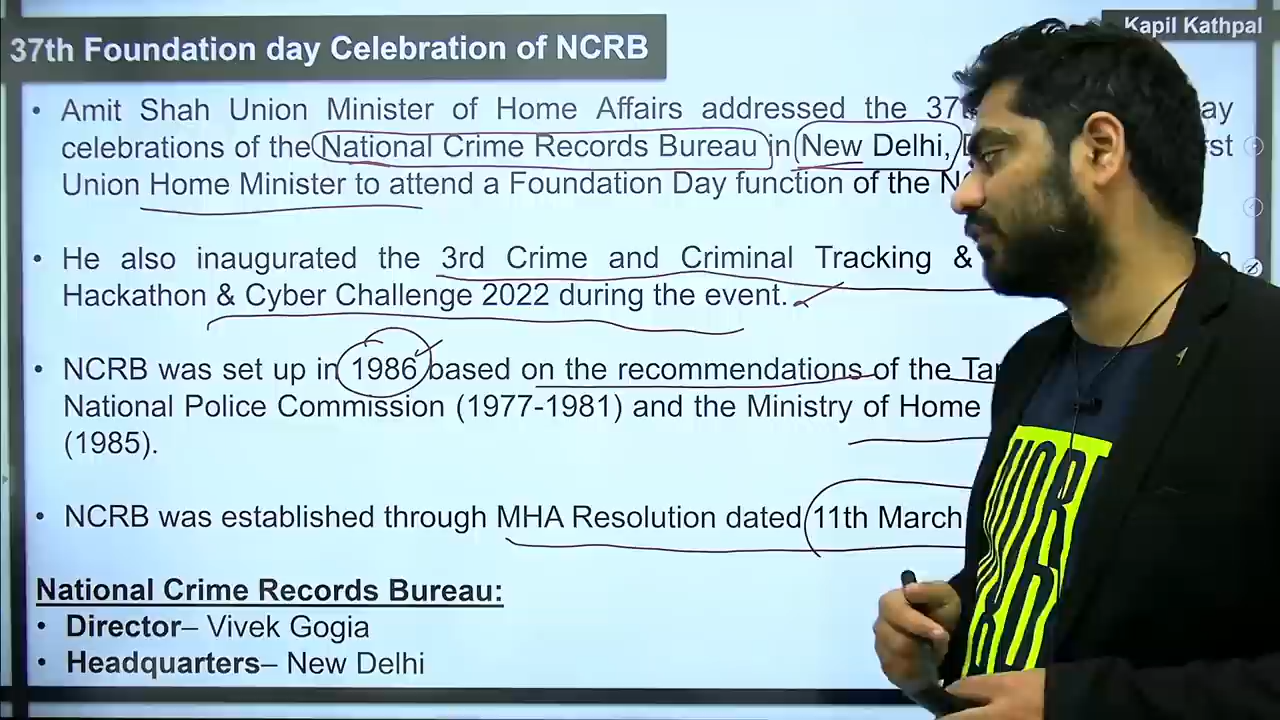 Kapil Kathpal
37th Foundation day Celebration of NCRB
• Amit Shah Union Minister of Home Affairs addressed the
celebrations of the National Crime Records Bureau in New Delhi,
Union Home Minister to attend a Foundation Day function of the
• He also inaugurated the 3rd Crime and Criminal Tracking &
Hackathon & Cyber Challenge 2022 during the event.
• NCRB was set up in 1986 based on the recommendations of the
National Police Commission (1977-1981) and the Ministry of Home
(1985).
• NCRB was established through MHA Resolution dated 11th March
National Crime Records Bureau:
• Director– Vivek Gogia
• Headquarters– New Delhi